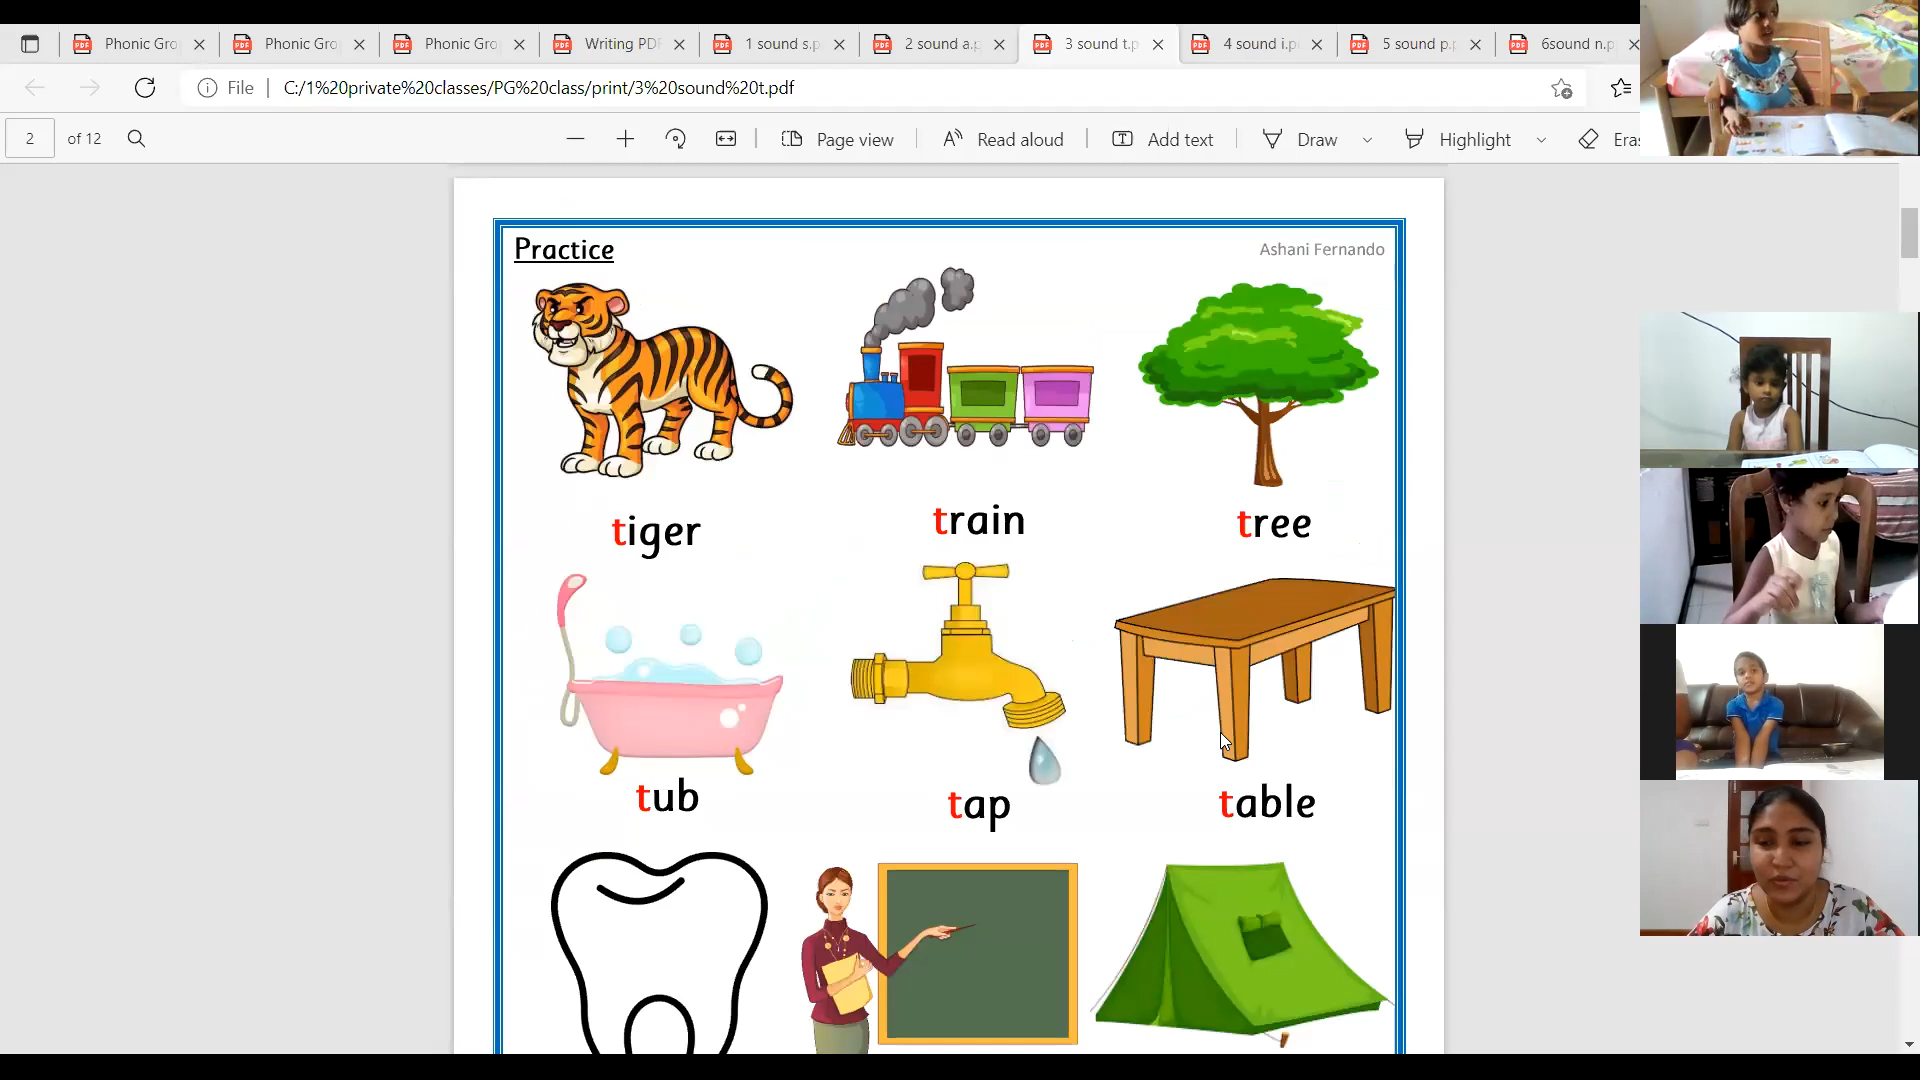 Phonic Gro
Phonic Gro
Phonic Gro
Writing PDF
1 sound s.p
2 sound a.p
3 sound t.p
4 sound i.p
5 sound p.p
6sound n.p
File
C:/1%20private%20classes/PG%20class/print/3%20sound%20t.pdf
2 of 12
Page view
Read aloud
Add text
Draw
Highlight
Eras
Practice
Ashani Fernando
tiger
train
tree
tub
tap
table